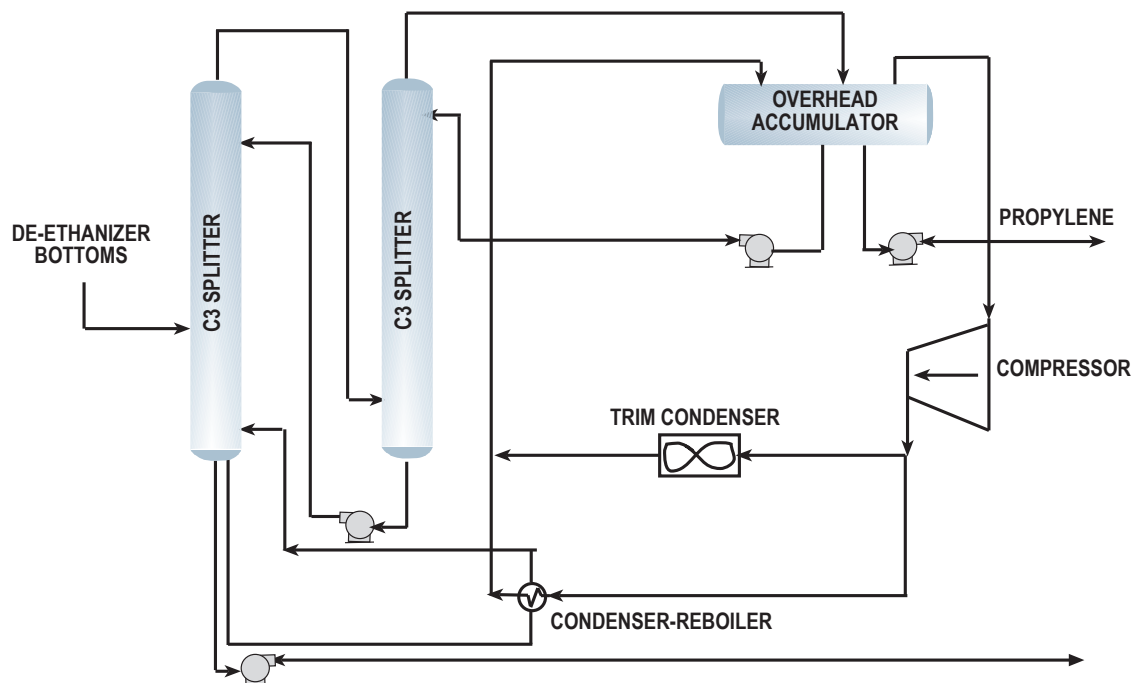 OVERHEAD
ACCUMULATOR
DE-ETHANIZER
BOTTOMS
C3 SPLITTER
C3 SPLITTER
PROPYLENE
COMPRESSOR
TRIM CONDENSER
CONDENSER-REBOILER